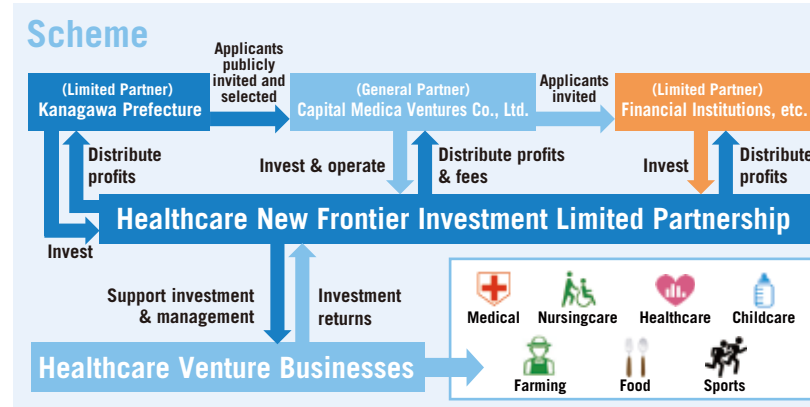 Scheme
Applicants
publicly
invited and
selected
(Limited Partner)
Kanagawa Prefecture
(General Partner)
Capital Medica Ventures Co., Ltd.
Applicants
invited
(Limited Partner)
Financial Institutions, etc.
Distribute
profits
Invest & operate
Distribute profits
& fees
Invest
Distribute
profits
Healthcare New Frontier Investment Limited Partnership
Invest
Support investment
& management
Investment
returns
Medical
Nursingcare
Healthcare
Childcare
Healthcare Venture Businesses
Farming
Food
Sports